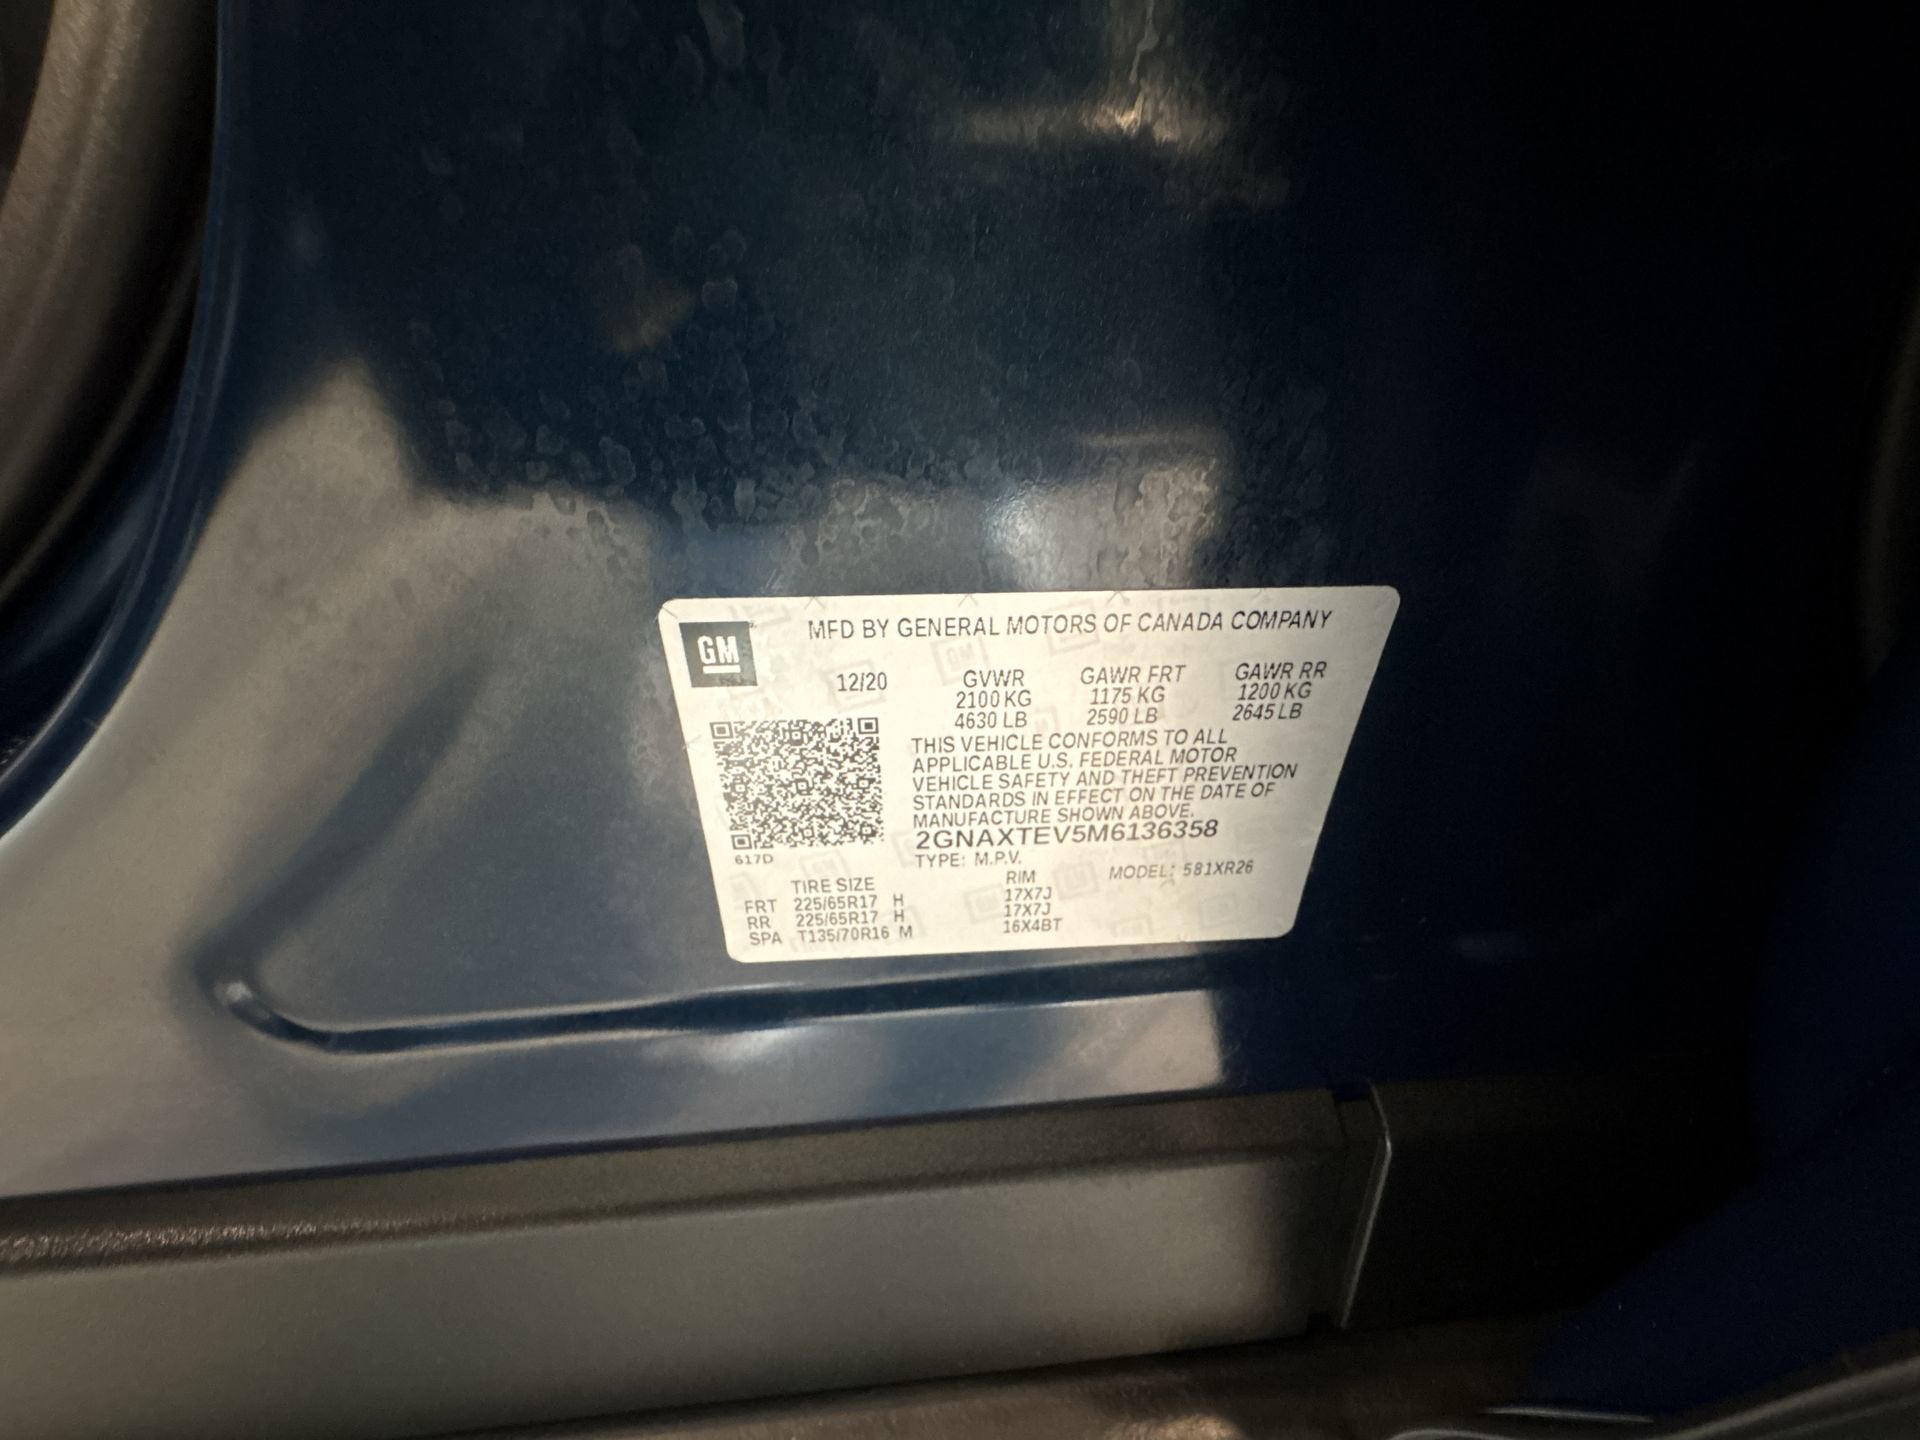 GM
MFD BY GENERAL MOTORS OF CANADA COMPANY
12/20 GVWR GAWR FRT GAWR RR
2100 KG 1175 KG 1200 KG
4630 LB 2590 LB 2645 LB
THIS VEHICLE CONFORMS TO ALL
APPLICABLE U.S. FEDERAL MOTOR
VEHICLE SAFETY AND THEFT PREVENTION
STANDARDS IN EFFECT ON THE DATE OF
MANUFACTURE SHOWN ABOVE.
2GNAXTEV5M6136358
617D
TYPE: M.P.V. MODEL: 581XR26
TIRE SIZE RIM
FRT 225/65R17 H 17X7J
RR 225/65R17 H 17X7J
SPA T135/70R16 M 16X4BT